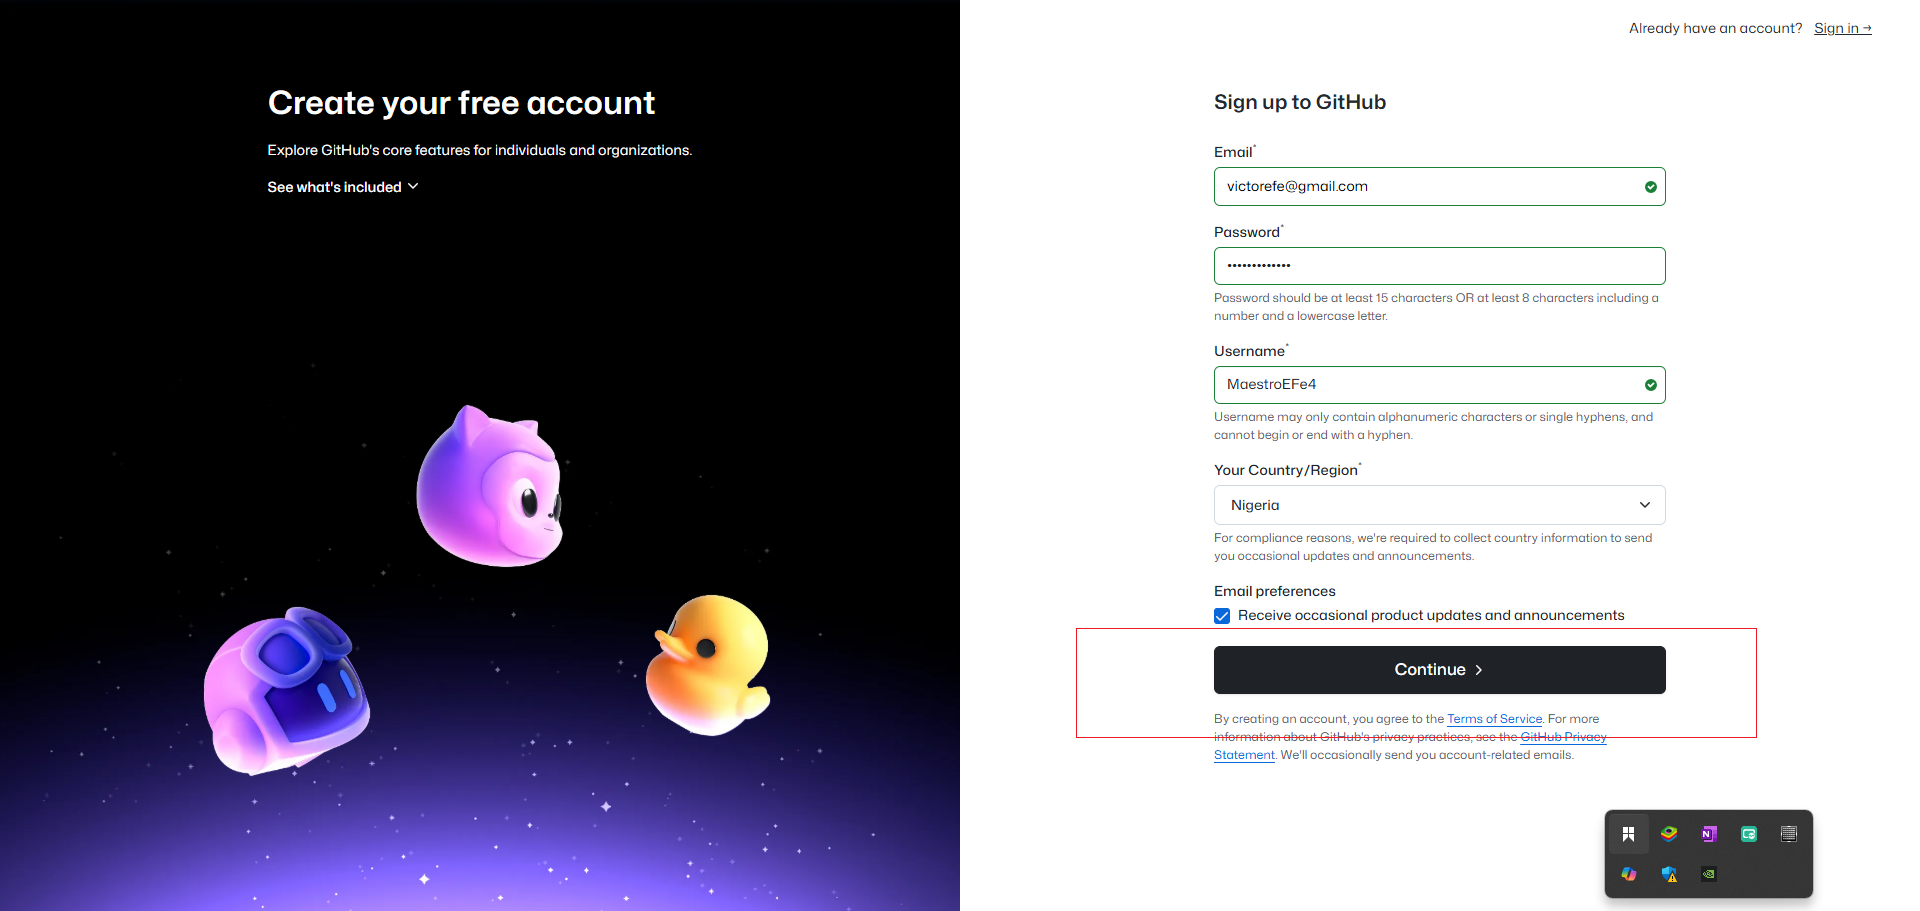 Already have an account? Sign in →
Create your free account
Explore GitHub's core features for individuals and organizations.
See what's included
Sign up to GitHub
Email*
victorefe@gmail.com
Password*
•••••••••••••
Password should be at least 15 characters OR at least 8 characters including a
number and a lowercase letter.
Username*
MaestroEFe4
Username may only contain alphanumeric characters or single hyphens, and
cannot begin or end with a hyphen.
Your Country/Region*
Nigeria
For compliance reasons, we're required to collect country information to send
you occasional updates and announcements.
Email preferences
Receive occasional product updates and announcements
Continue
By creating an account, you agree to the Terms of Service. For more
information about GitHub's privacy practices, see the GitHub Privacy
Statement. We'll occasionally send you account-related emails.
N